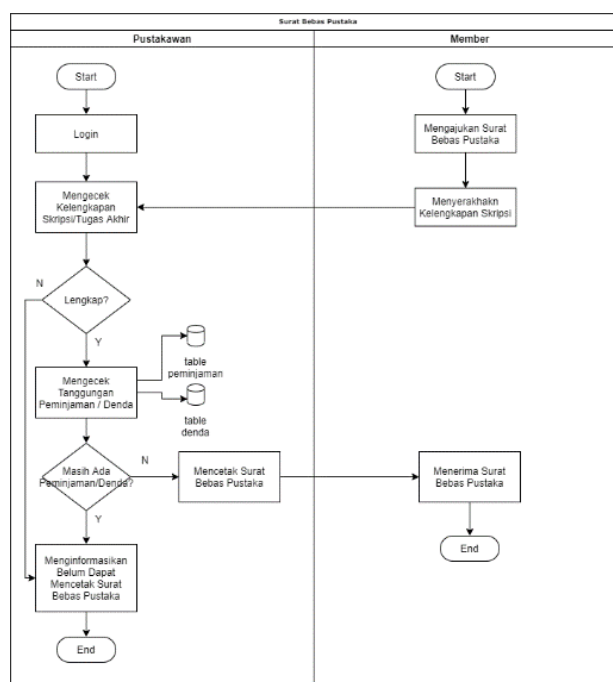 Surat Bebas Pustaka
Pustakawan
Member
Start
Start
Login
Mengajukan Surat
Bebas Pustaka
Mengecek
Kelengkapan
Skripsi/Tugas Akhir
Menyerakhakn
Kelengkapan Skripsi
N
Lengkap?
Y
table
peminjaman
Mengecek
Tanggungan
Peminjaman / Denda
table
denda
Masih Ada
Peminjaman/Denda?
N
Mencetak Surat
Bebas Pustaka
Menerima Surat
Bebas Pustaka
Y
End
Menginformasikan
Belum Dapat
Mencetak Surat
Bebas Pustaka
End